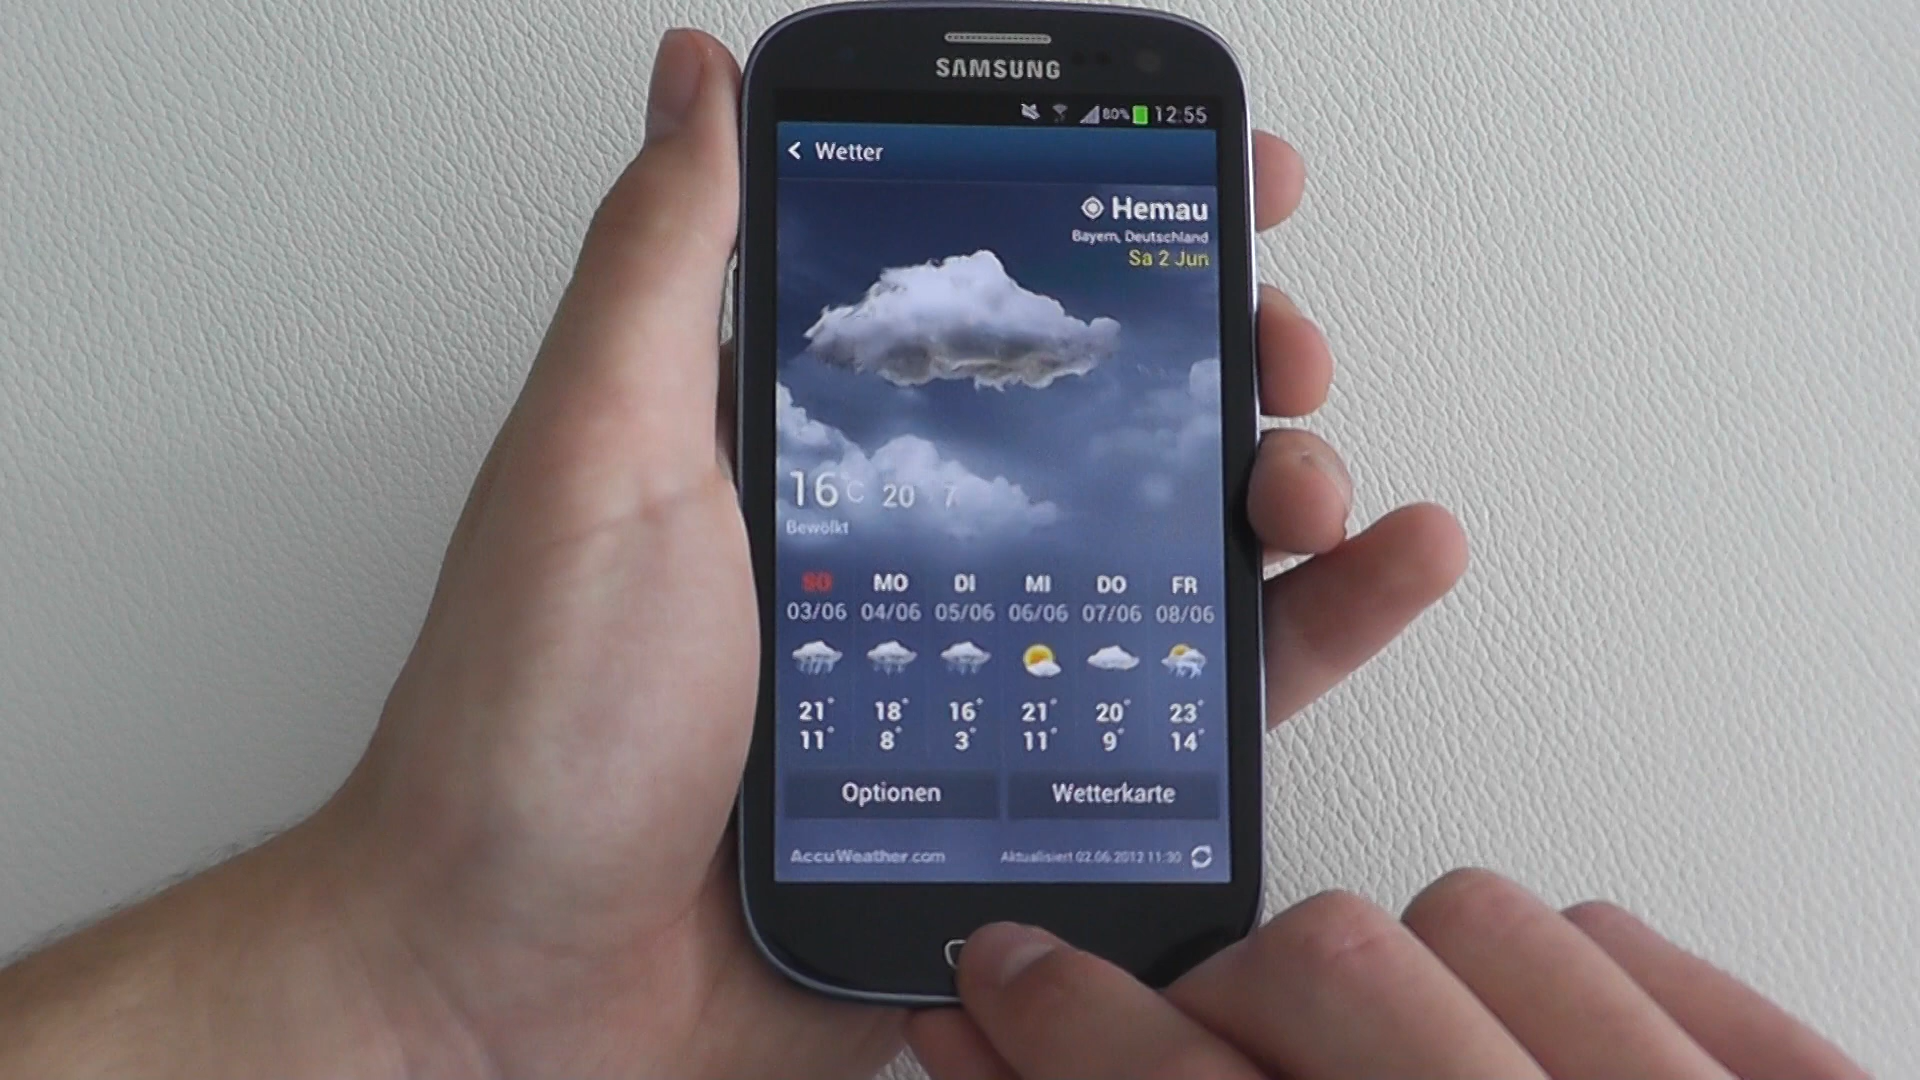 SAMSUNG
80% 12:55
Wetter
Hemau
Bayern, Deutschland
Sa 2 Jun
16°C 20 7
Bewölkt
SO MO DI MI DO FR
03/06 04/06 05/06 06/06 07/06 08/06
21° 18° 16° 21° 20° 23°
11° 8° 3° 11° 9° 14°
Optionen Wetterkarte
AccuWeather.com Aktualisiert 02.06.2012 11:30